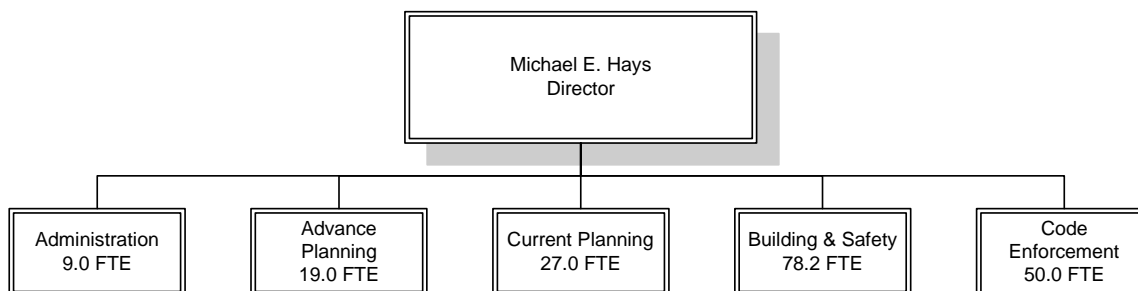 Michael E. Hays
Director
Administration
9.0 FTE
Advance
Planning
19.0 FTE
Current Planning
27.0 FTE
Building & Safety
78.2 FTE
Code
Enforcement
50.0 FTE